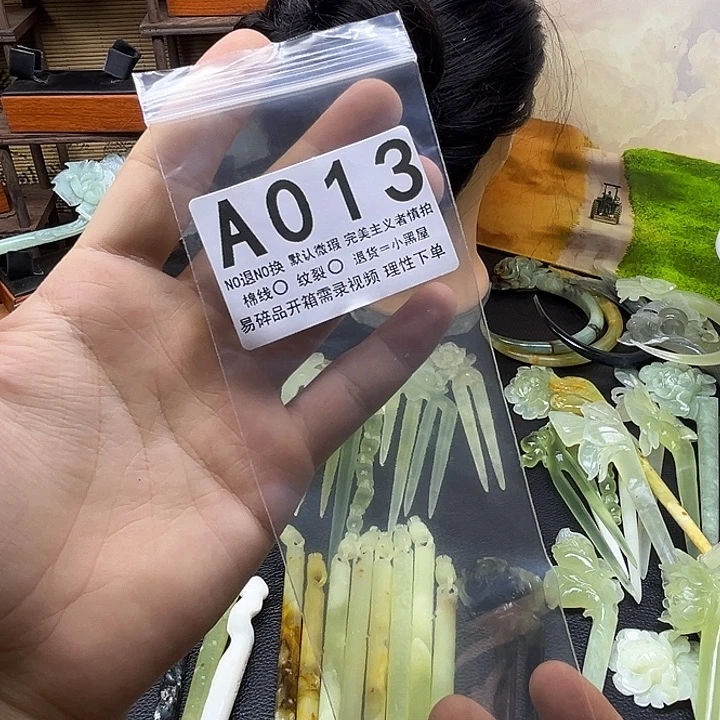 A013
NO退NO换 默认微瑕 完美主义者慎拍
棉线〇 纹裂〇 退货=小黑屋
易碎品开箱需录视频 理性下单